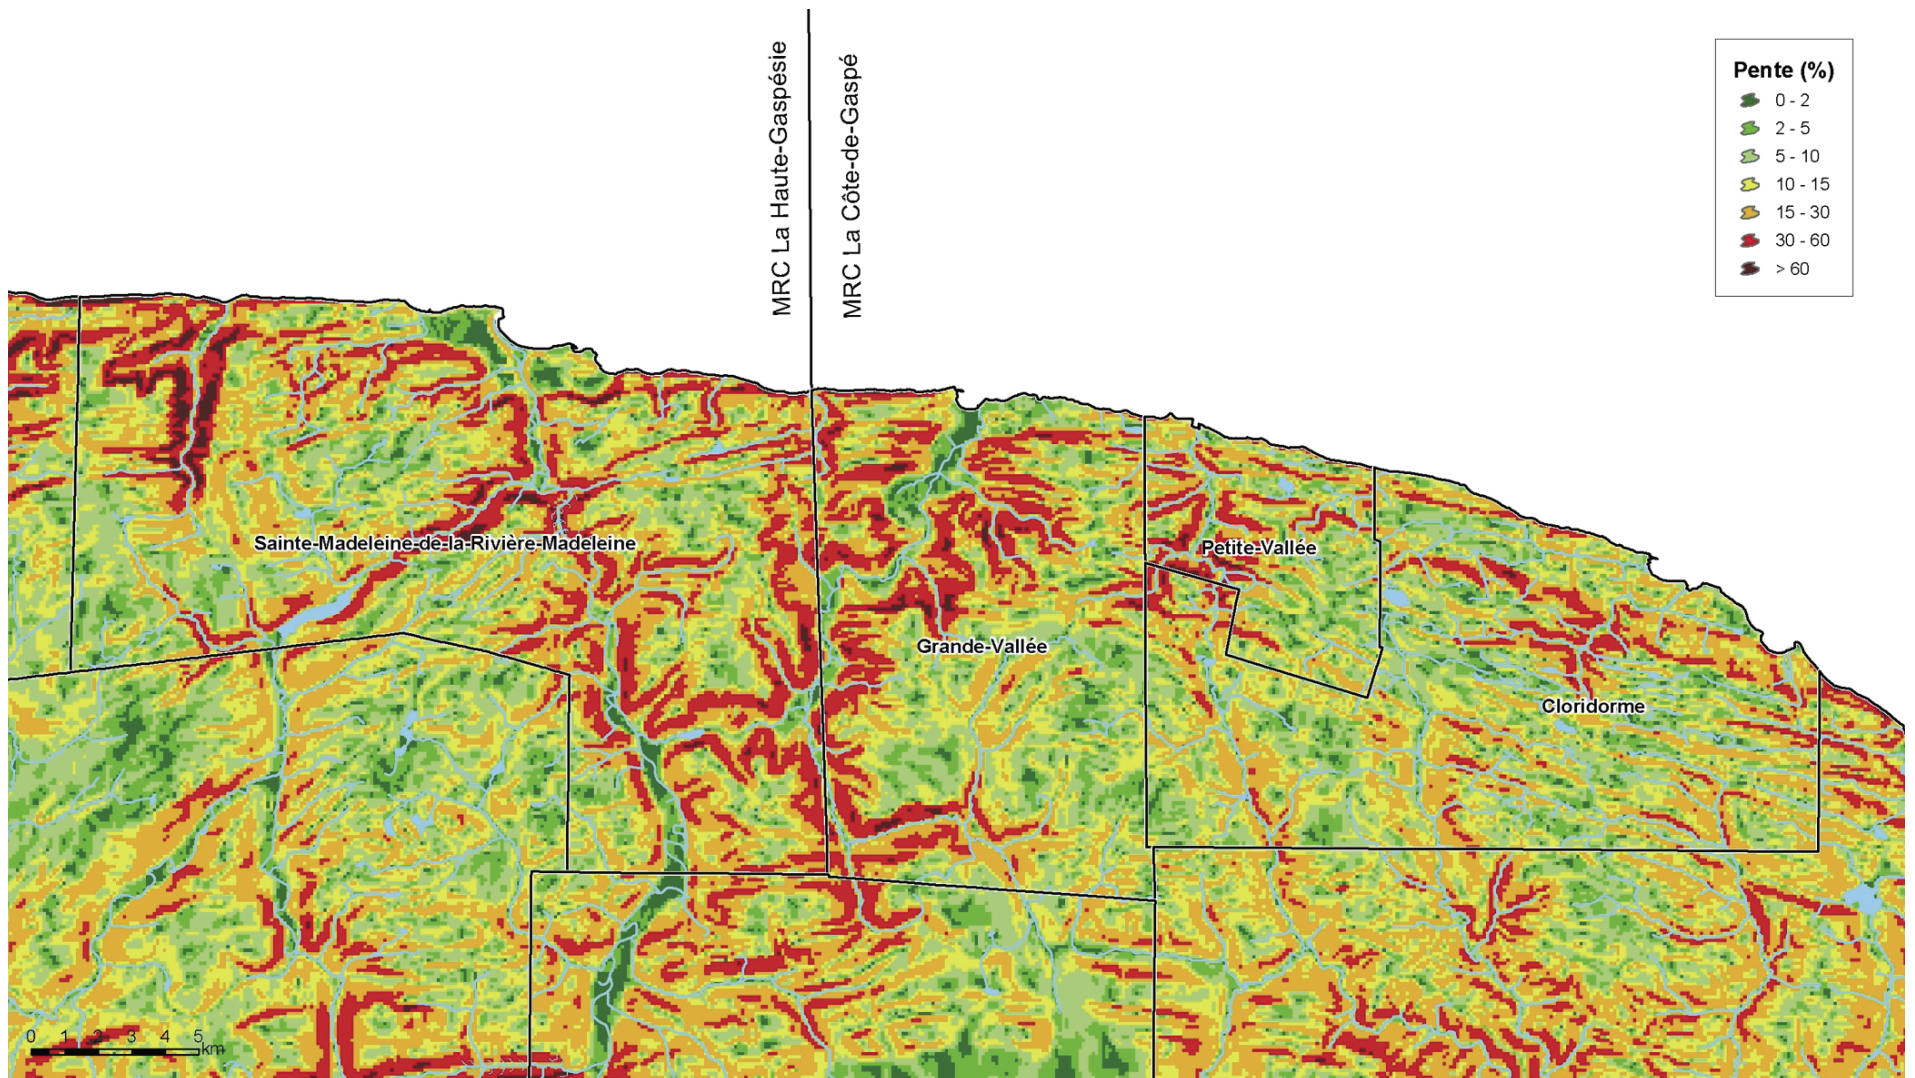 MRC La Haute-Gaspésie
MRC La Côte-de-Gaspé
Pente (%)
0 - 2
2 - 5
5 - 10
10 - 15
15 - 30
30 - 60
> 60
Sainte-Madeleine-de-la-Rivière-Madeleine
Petite-Vallée
Grande-Vallée
Cloridorme
0 1 2 3 4 5
km